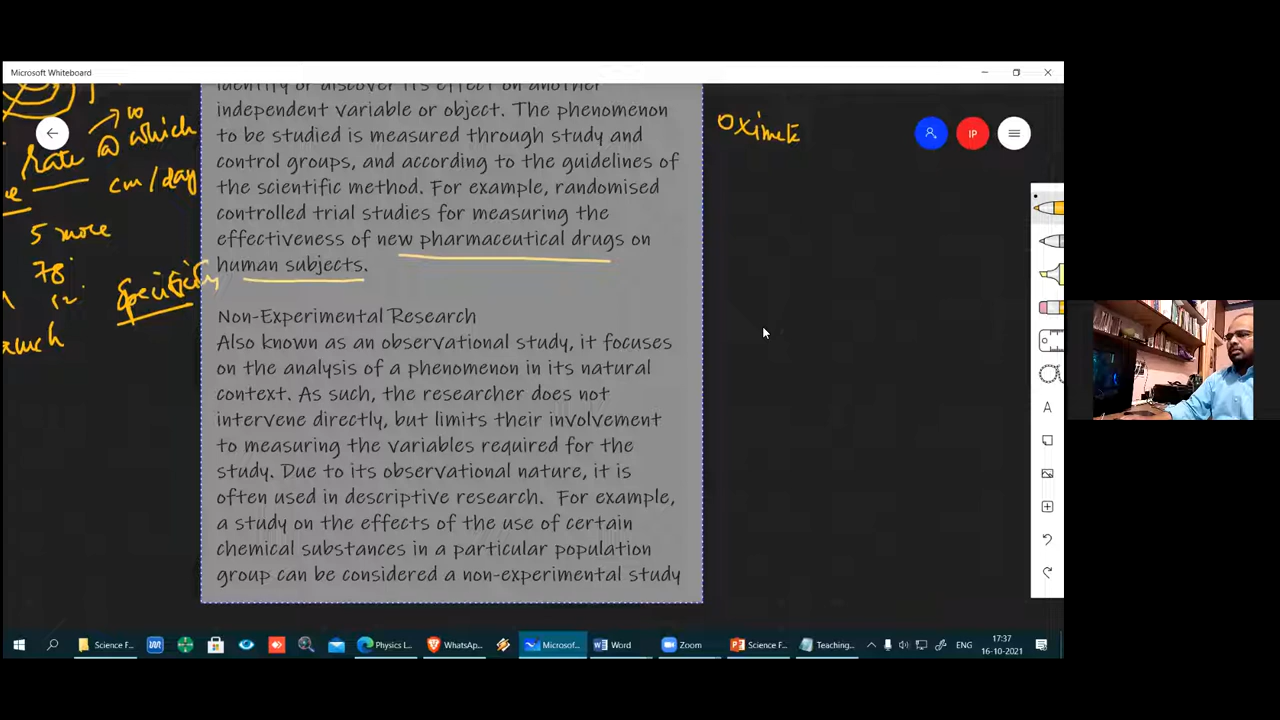 Microsoft Whiteboard
identify or discover its effect on another
independent variable or object. The phenomenon
to be studied is measured through study and
control groups, and according to the guidelines of
the scientific method. For example, randomised
controlled trial studies for measuring the
effectiveness of new pharmaceutical drugs on
human subjects.
Non-Experimental Research
Also known as an observational study, it focuses
on the analysis of a phenomenon in its natural
context. As such, the researcher does not
intervene directly, but limits their involvement
to measuring the variables required for the
study. Due to its observational nature, it is
often used in descriptive research. For example,
a study on the effects of the use of certain
chemical substances in a particular population
group can be considered a non-experimental study
rate @ which
cm/day
5 more
78
12
Specificity
oximet
IP
A
Science F...
Physics L...
WhatsAp...
Microsof...
Word
Zoom
Science F...
Teaching...
ENG
17:37
16-10-2021